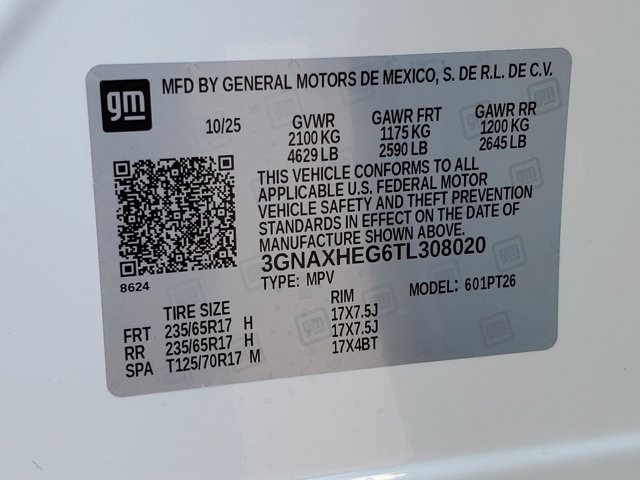 gm
MFD BY GENERAL MOTORS DE MEXICO, S. DE R.L. DE C.V.
10/25 GVWR GAWR FRT GAWR RR
2100 KG 1175 KG 1200 KG
4629 LB 2590 LB 2645 LB
THIS VEHICLE CONFORMS TO ALL
APPLICABLE U.S. FEDERAL MOTOR
VEHICLE SAFETY AND THEFT PREVENTION
STANDARDS IN EFFECT ON THE DATE OF
MANUFACTURE SHOWN ABOVE.
3GNAXHEG6TL308020
8624
TYPE: MPV MODEL: 601PT26
TIRE SIZE RIM
FRT 235/65R17 H 17X7.5J
RR 235/65R17 H 17X7.5J
SPA T125/70R17 M 17X4BT